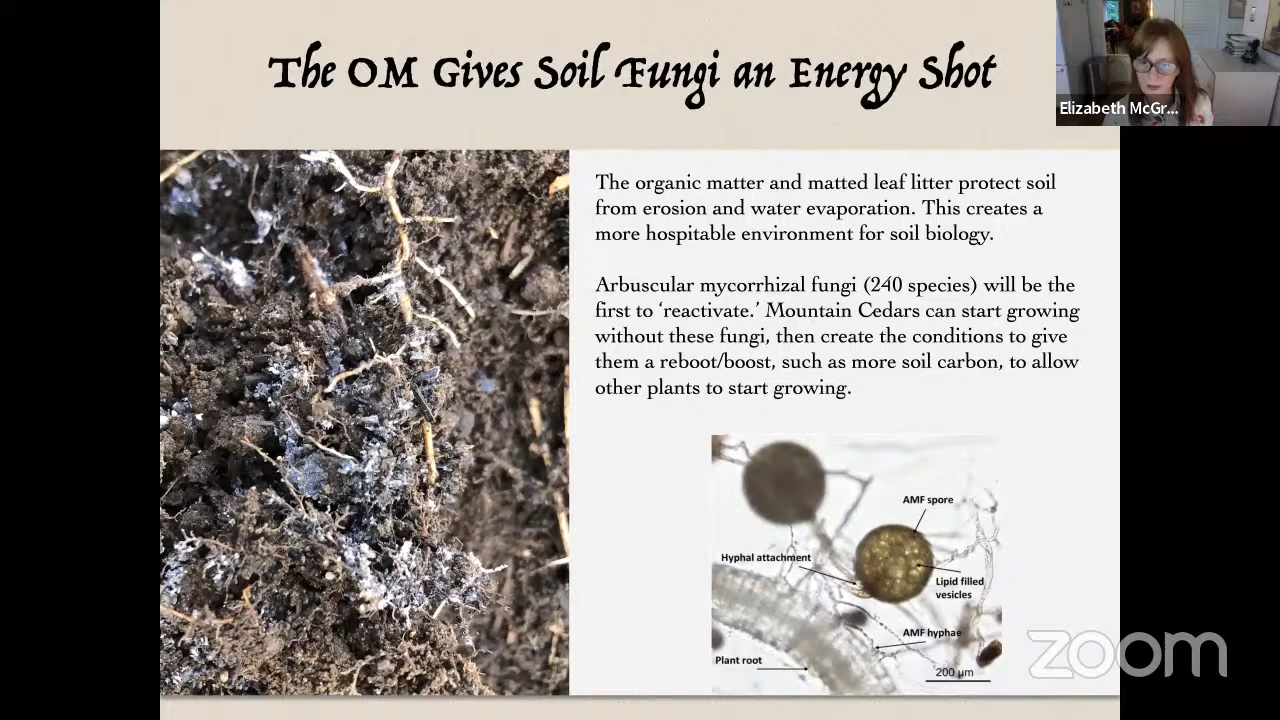 The OM Gives Soil Fungi an Energy Shot
Elizabeth McGr...
The organic matter and matted leaf litter protect soil
from erosion and water evaporation. This creates a
more hospitable environment for soil biology.
Arbuscular mycorrhizal fungi (240 species) will be the
first to ‘reactivate.’ Mountain Cedars can start growing
without these fungi, then create the conditions to give
them a reboot/boost, such as more soil carbon, to allow
other plants to start growing.
AMF spore
Hyphal attachment
Lipid filled
vesicles
AMF hyphae
Plant root
200 µm
zoom